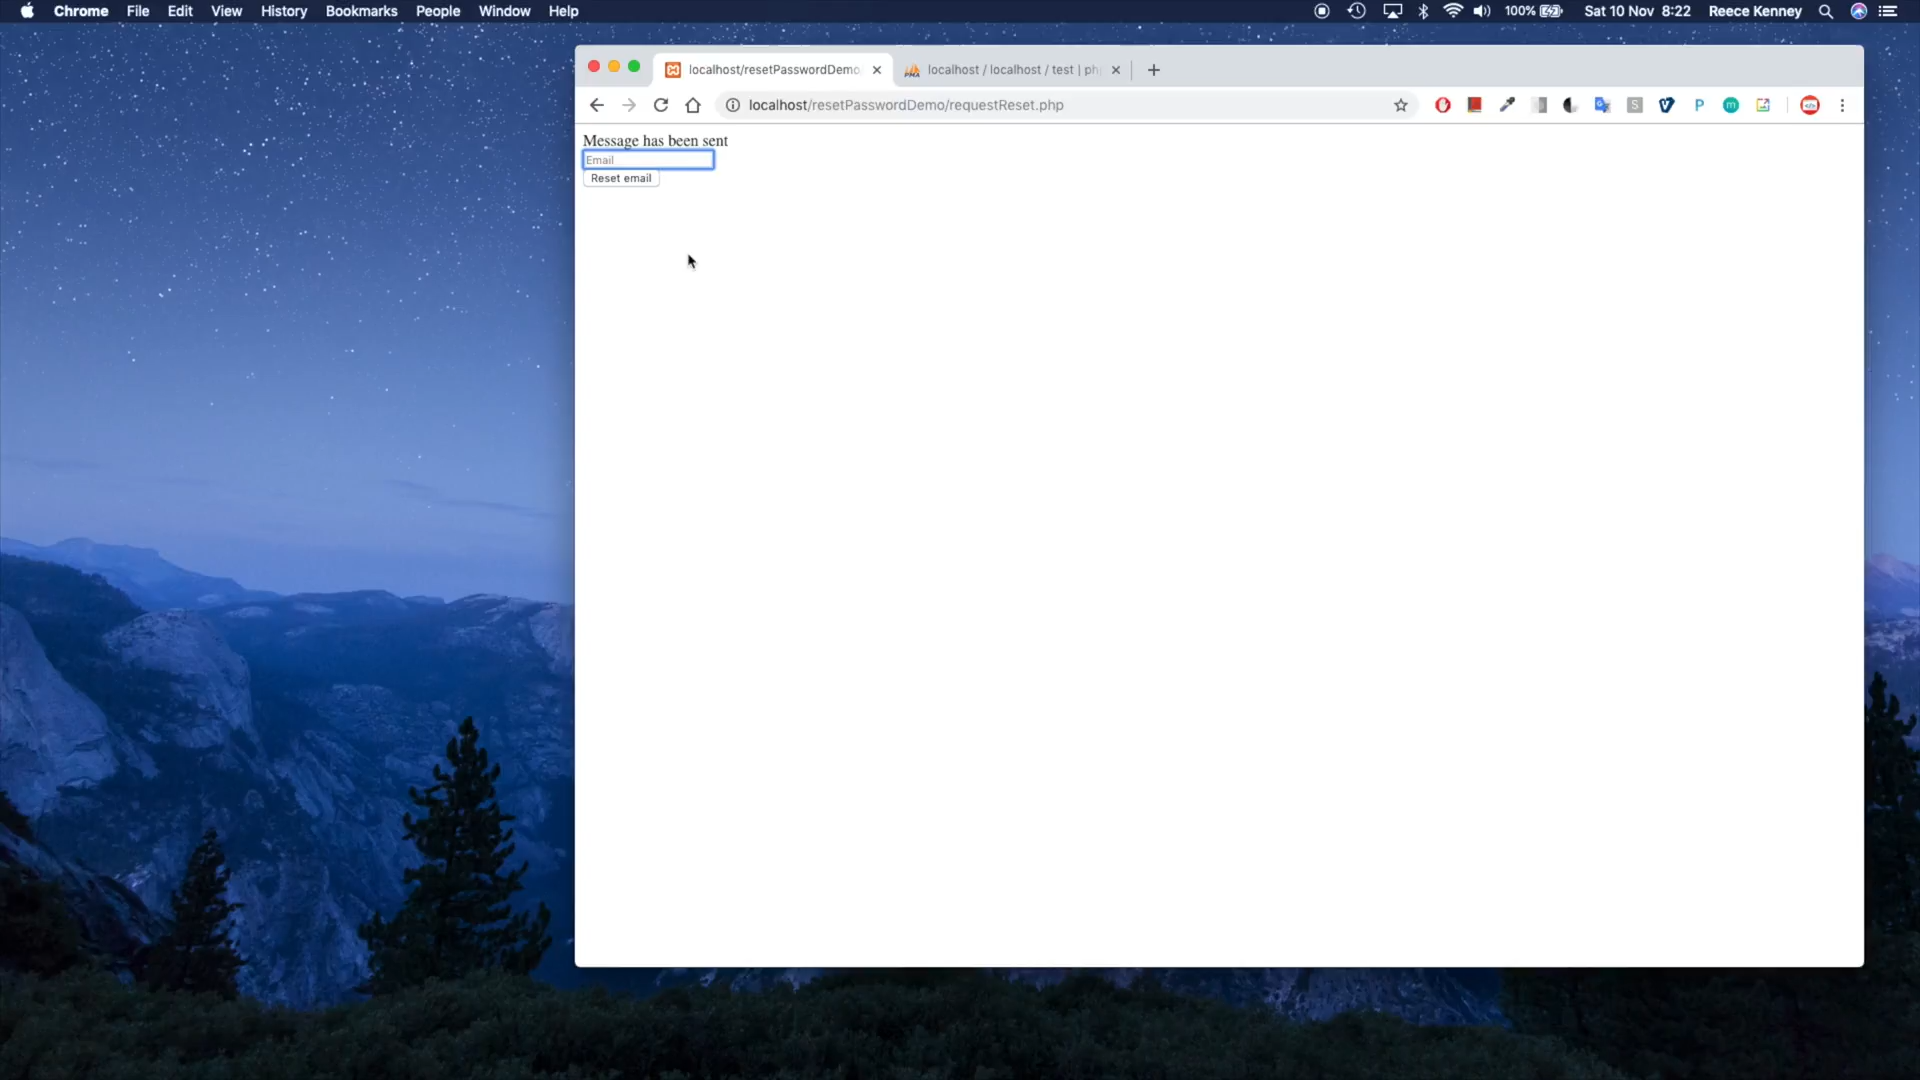 Chrome File Edit View History Bookmarks People Window Help 100% Sat 10 Nov 8:22 Reece Kenney
localhost/resetPasswordDemo localhost / localhost / test | ph
localhost/resetPasswordDemo/requestReset.php
Message has been sent
Email
Reset email